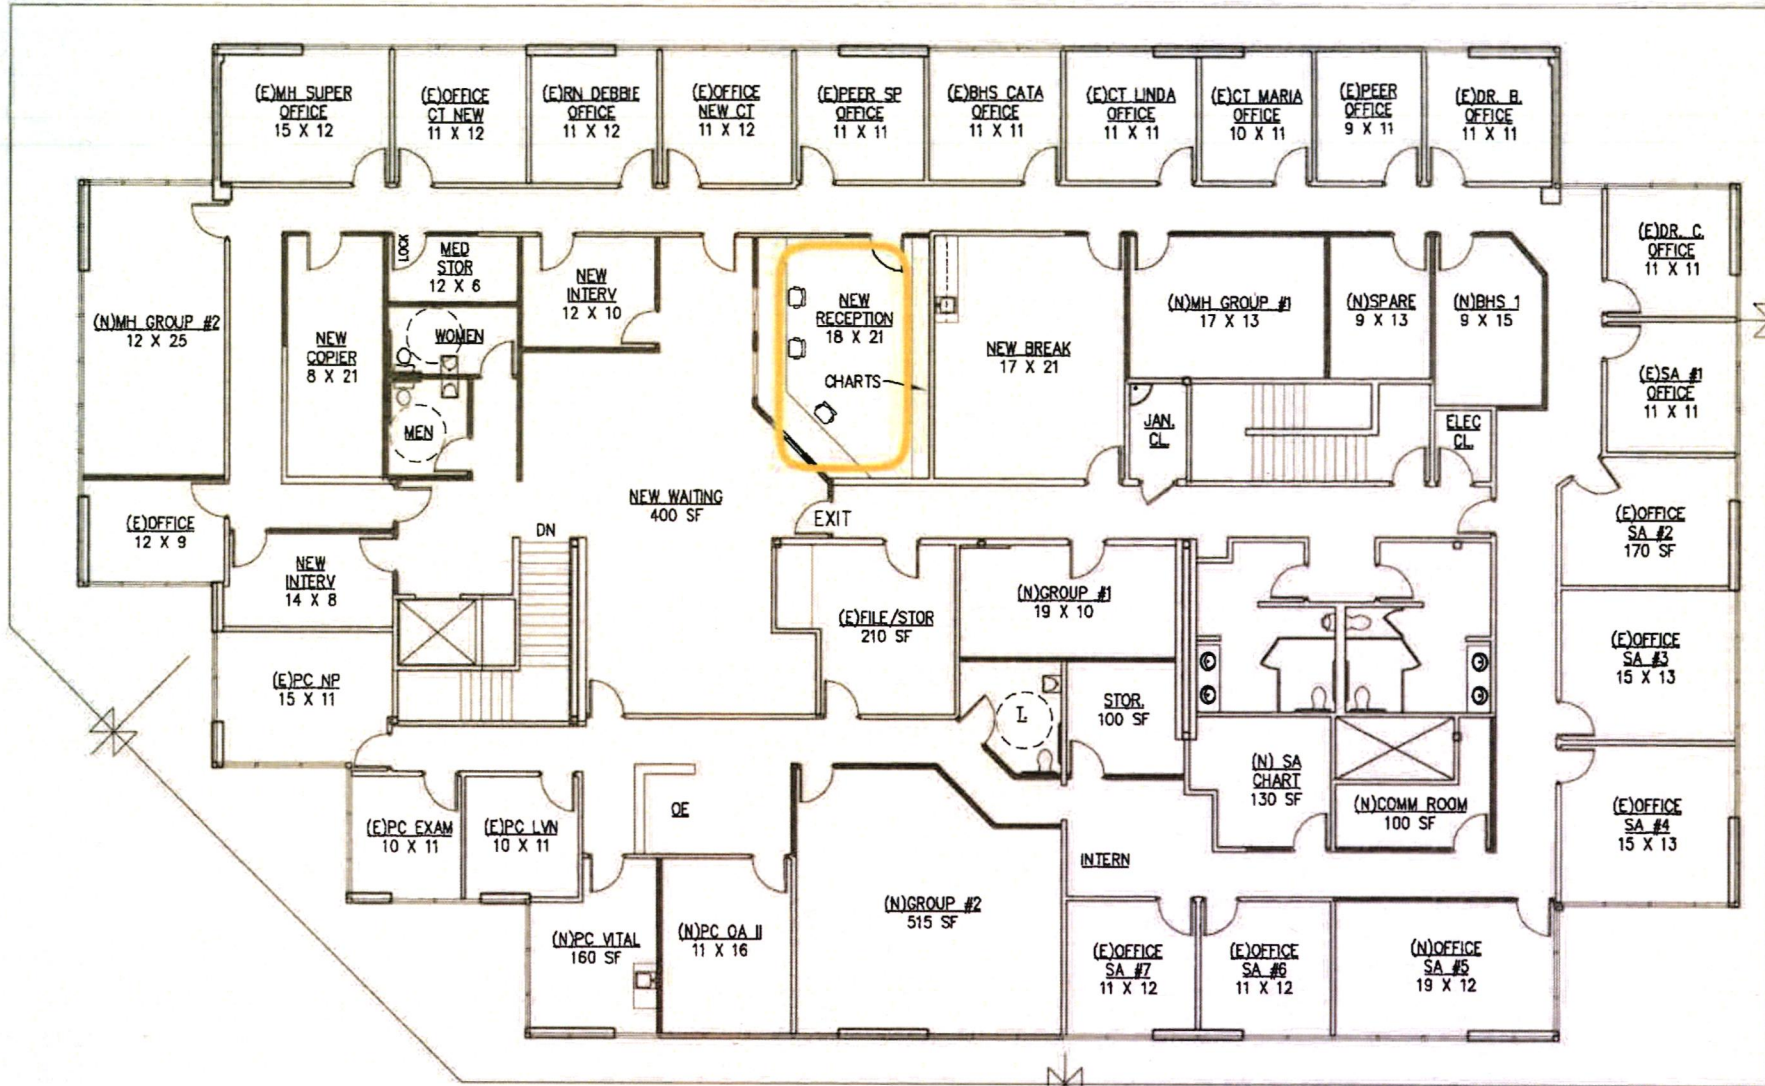 (E)MH SUPER
OFFICE
15 X 12
(E)OFFICE
CT NEW
11 X 12
(E)RN DEBBIE
OFFICE
11 X 12
(E)OFFICE
NEW CT
11 X 12
(E)PEER SP
OFFICE
11 X 11
(E)BHS CATA
OFFICE
11 X 11
(E)CT LINDA
OFFICE
11 X 11
(E)CT MARIA
OFFICE
10 X 11
(E)PEER
OFFICE
9 X 11
(E)DR. B.
OFFICE
11 X 11
(N)MH GROUP #2
12 X 25
NEW
COPIER
8 X 21
LOCK
MED
STOR
12 X 6
WOMEN
MEN
NEW
INTERV
12 X 10
NEW
RECEPTION
18 X 21
CHARTS
NEW BREAK
17 X 21
(N)MH GROUP #1
17 X 13
(N)SPARE
9 X 13
(N)BHS 1
9 X 15
(E)DR. C.
OFFICE
11 X 11
(E)SA #1
OFFICE
11 X 11
JAN.
CL.
ELEC
CL.
NEW WAITING
400 SF
EXIT
DN
(E)OFFICE
12 X 9
NEW
INTERV
14 X 8
(E)OFFICE
SA #2
170 SF
(E)FILE/STOR
210 SF
(N)GROUP #1
19 X 10
(E)OFFICE
SA #3
15 X 13
(E)PC NP
15 X 11
L
STOR.
100 SF
(N) SA
CHART
130 SF
(N)COMM ROOM
100 SF
(E)OFFICE
SA #4
15 X 13
(E)PC EXAM
10 X 11
(E)PC LVN
10 X 11
OE
INTERN
(N)PC VITAL
160 SF
(N)PC OA II
11 X 16
(N)GROUP #2
515 SF
(E)OFFICE
SA #7
11 X 12
(E)OFFICE
SA #6
11 X 12
(N)OFFICE
SA #5
19 X 12